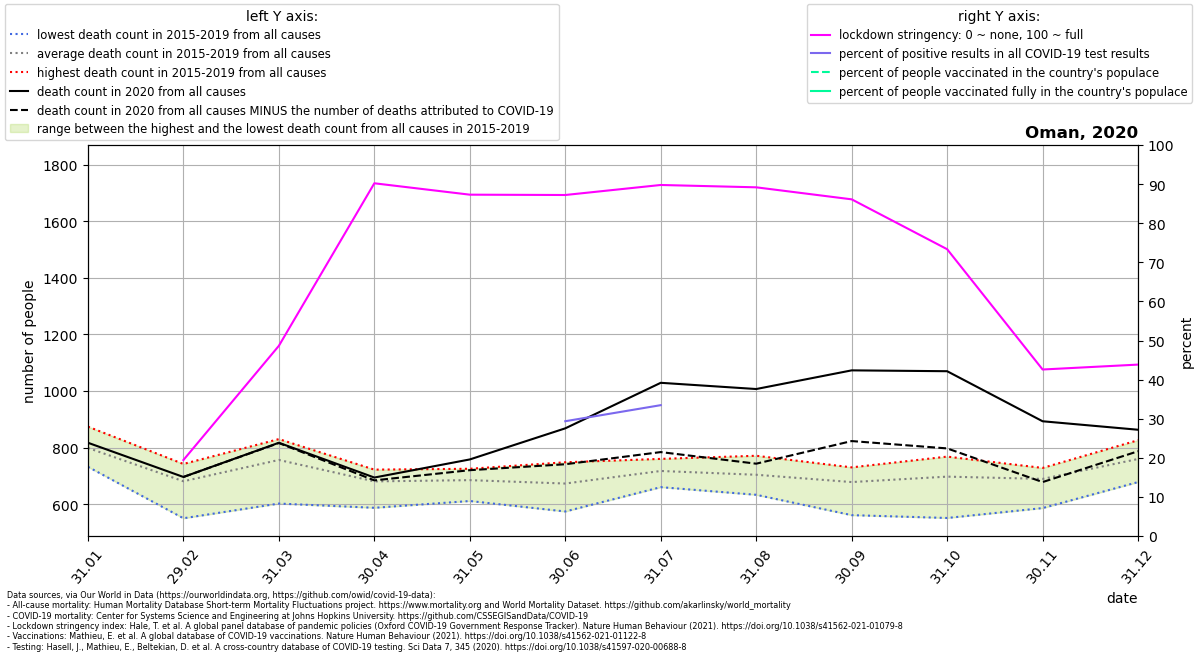 left Y axis:
lowest death count in 2015-2019 from all causes
average death count in 2015-2019 from all causes
highest death count in 2015-2019 from all causes
death count in 2020 from all causes
death count in 2020 from all causes MINUS the number of deaths attributed to COVID-19
range between the highest and the lowest death count from all causes in 2015-2019
right Y axis:
lockdown stringency: 0 ~ none, 100 ~ full
percent of positive results in all COVID-19 test results
percent of people vaccinated in the country's populace
percent of people vaccinated fully in the country's populace
Oman, 2020
1800
1600
1400
1200
1000
800
600
number of people
100
90
80
70
60
50
40
30
20
10
0
percent
31.01
29.02
31.03
30.04
31.05
30.06
31.07
31.08
30.09
31.10
30.11
31.12
date
Data sources, via Our World in Data (https://ourworldindata.org, https://github.com/owid/covid-19-data):
- All-cause mortality: Human Mortality Database Short-term Mortality Fluctuations project. https://www.mortality.org and World Mortality Dataset. https://github.com/akarlinsky/world_mortality
- COVID-19 mortality: Center for Systems Science and Engineering at Johns Hopkins University. https://github.com/CSSEGISandData/COVID-19
- Lockdown stringency index: Hale, T. et al. A global panel database of pandemic policies (Oxford COVID-19 Government Response Tracker). Nature Human Behaviour (2021). https://doi.org/10.1038/s41562-021-01079-8
- Vaccinations: Mathieu, E. et al. A global database of COVID-19 vaccinations. Nature Human Behaviour (2021). https://doi.org/10.1038/s41562-021-01122-8
- Testing: Hasell, J., Mathieu, E., Beltekian, D. et al. A cross-country database of COVID-19 testing. Sci Data 7, 345 (2020). https://doi.org/10.1038/s41597-020-00688-8